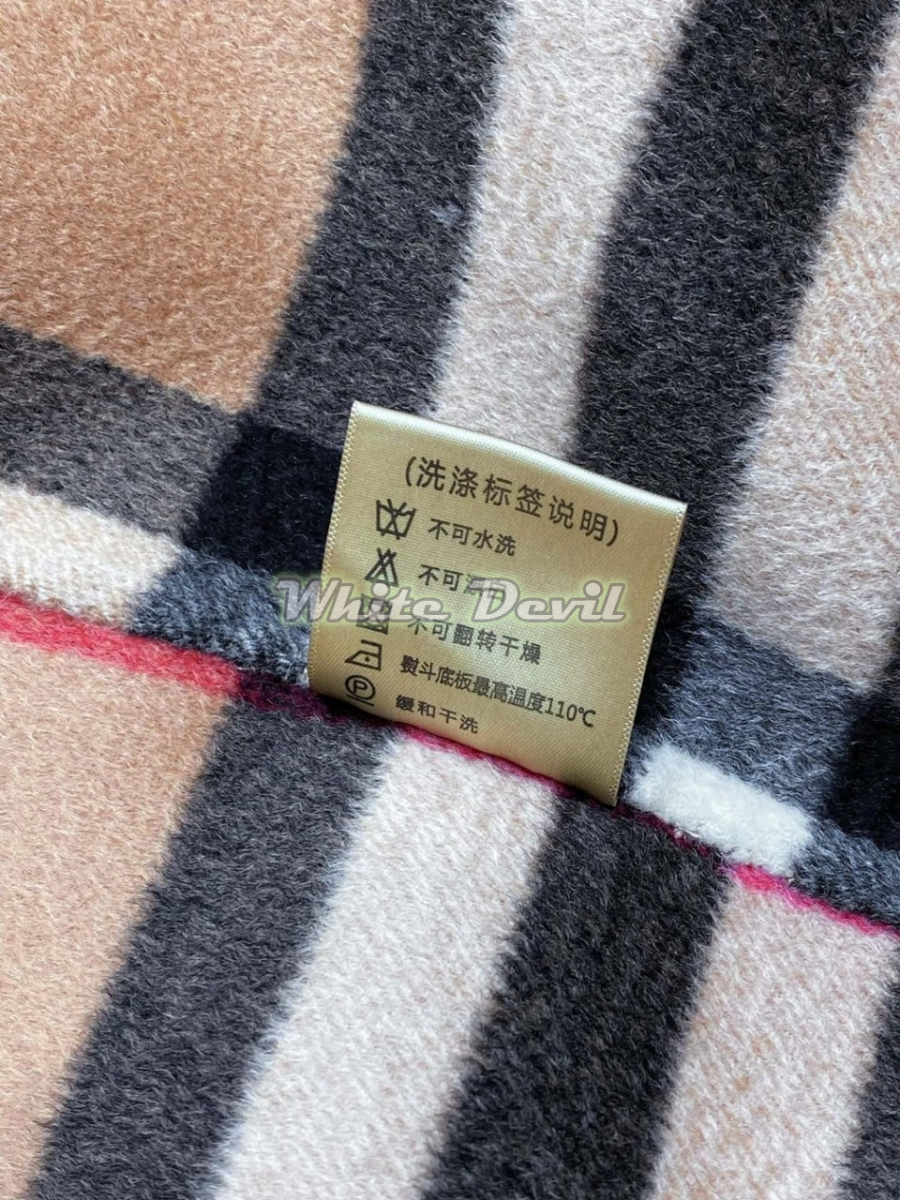 (洗涤标签说明)
不可水洗
不可
White Devil
不可翻转干燥
熨斗底板最高温度110℃
P
缓和干洗